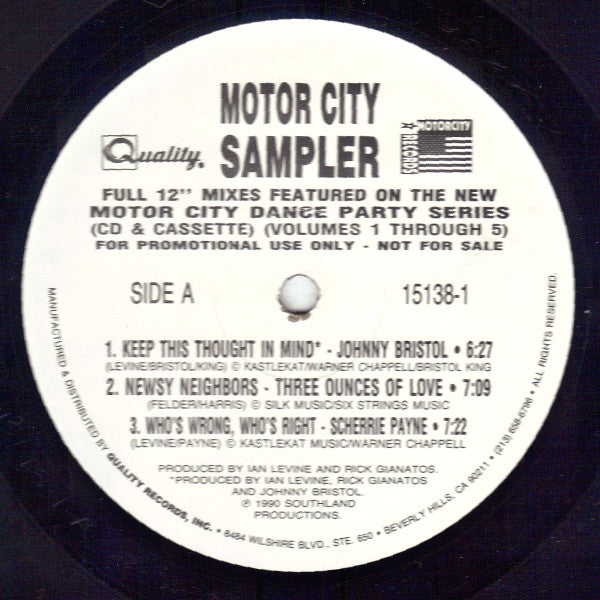 MOTOR CITY
SAMPLER
Quality®
MOTORCITY
RECORDS
FULL 12" MIXES FEATURED ON THE NEW
MOTOR CITY DANCE PARTY SERIES
(CD & CASSETTE) (VOLUMES 1 THROUGH 5)
FOR PROMOTIONAL USE ONLY - NOT FOR SALE
SIDE A
15138-1
1. KEEP THIS THOUGHT IN MIND* - JOHNNY BRISTOL • 6:27
(LEVINE/BRISTOL/KING) © KASTLEKAT/WARNER CHAPPELL/BRISTOL KING
2. NEWSY NEIGHBORS - THREE OUNCES OF LOVE • 7:09
(FELDER/HARRIS) © SILK MUSIC/SIX STRINGS MUSIC
3. WHO'S WRONG, WHO'S RIGHT - SCHERRIE PAYNE • 7:22
(LEVINE/PAYNE) © KASTLEKAT MUSIC/WARNER CHAPPELL
PRODUCED BY IAN LEVINE AND RICK GIANATOS.
*PRODUCED BY IAN LEVINE, RICK GIANATOS
AND JOHNNY BRISTOL.
℗ 1990 SOUTHLAND
PRODUCTIONS.
MANUFACTURED & DISTRIBUTED BY QUALITY RECORDS, INC. • 8484 WILSHIRE BLVD., STE. 650 • BEVERLY HILLS, CA 90211 • (213) 658-6796 • ALL RIGHTS RESERVED.